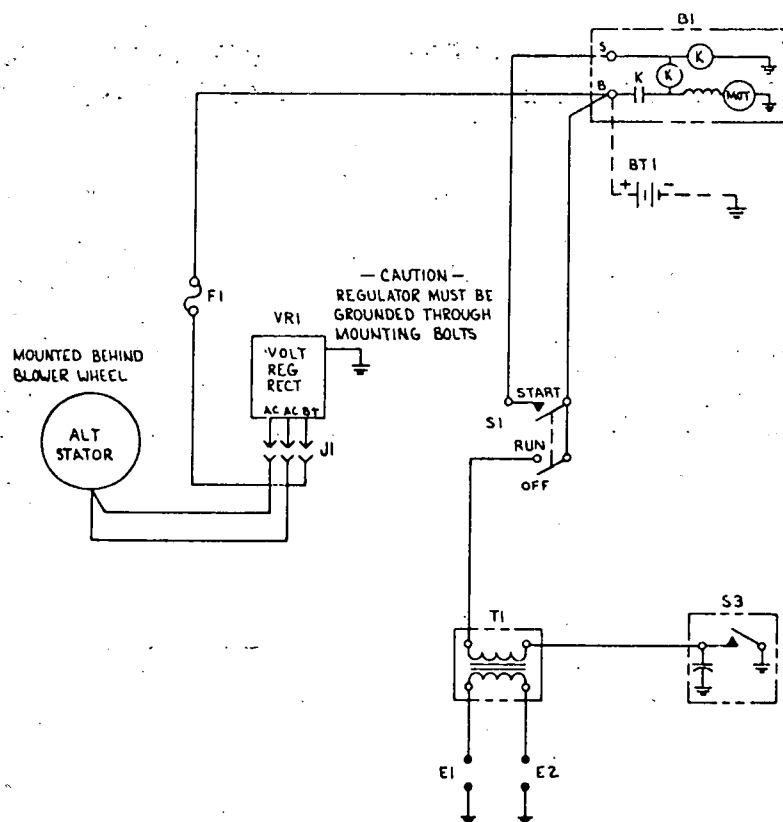 B1
S
K
K
B
K
MOT
BT1
+ -
F1
— CAUTION —
REGULATOR MUST BE
GROUNDED THROUGH
MOUNTING BOLTS
VR1
VOLT
REG
RECT
AC AC BT
J1
MOUNTED BEHIND
BLOWER WHEEL
ALT
STATOR
START
S1
RUN
OFF
T1
S3
E1
E2